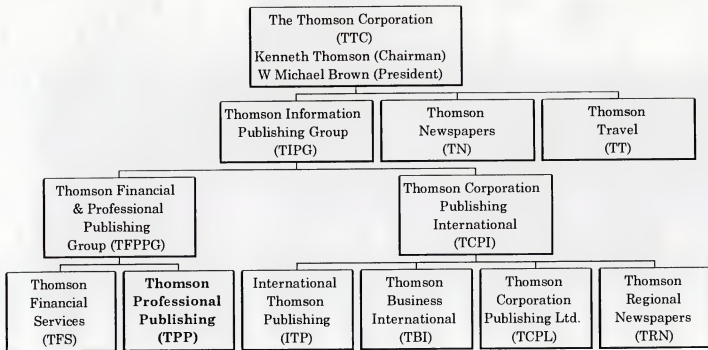 The Thomson Corporation
(TTC)
Kenneth Thomson (Chairman)
W Michael Brown (President)
Thomson Information
Publishing Group
(TIPG)
Thomson
Newspapers
(TN)
Thomson
Travel
(TT)
Thomson Financial
& Professional
Publishing
Group (TFPPG)
Thomson Corporation
Publishing
International
(TCPI)
Thomson
Financial
Services
(TFS)
Thomson
Professional
Publishing
(TPP)
International
Thomson
Publishing
(ITP)
Thomson
Business
International
(TBI)
Thomson
Corporation
Publishing Ltd.
(TCPL)
Thomson
Regional
Newspapers
(TRN)